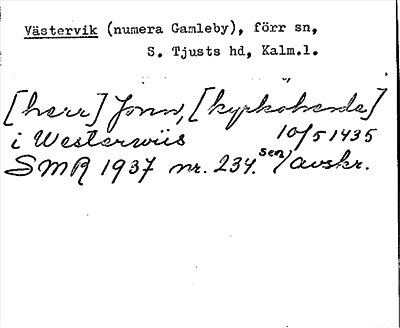 Västervik (numera Gamleby), förr sn,
S. Tjusts hd, Kalm.l.
[herr] Jonn, [kyrkohende]
i Westerwiis 10/5 1435
SMR 1937 nr. 234. sen avskr.